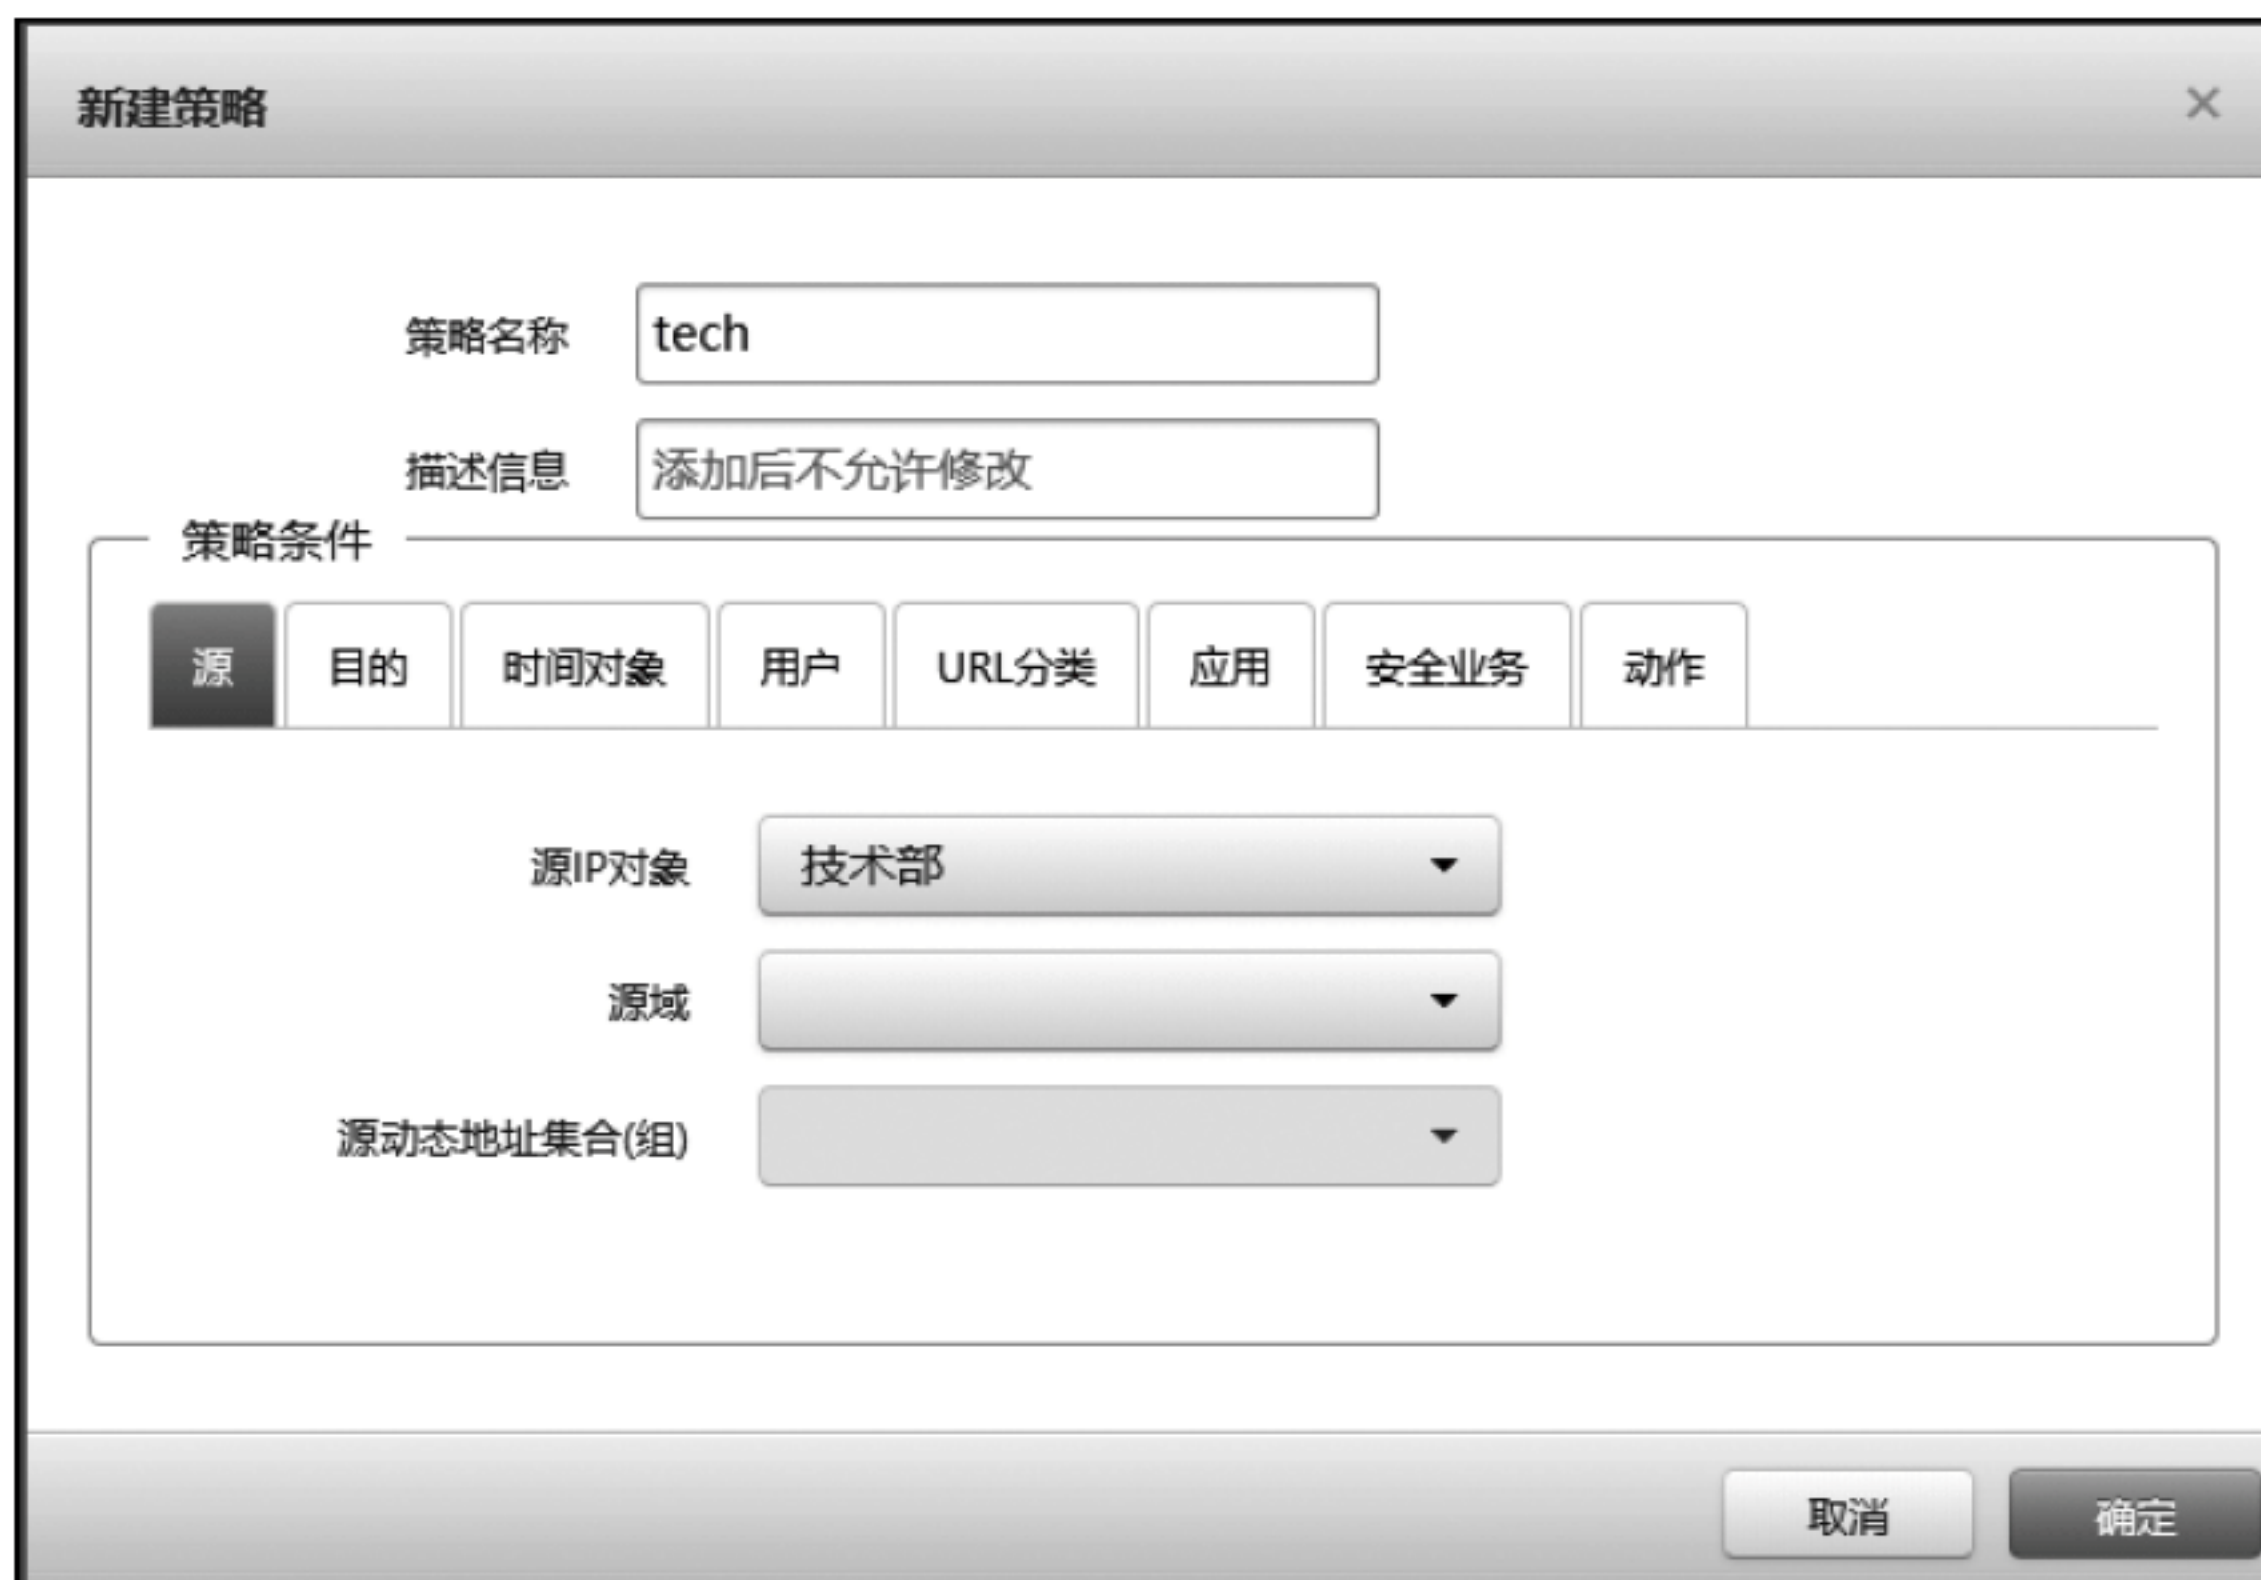 新建策略 ×
策略名称 tech
描述信息 添加后不允许修改
策略条件
源 目的 时间对象 用户 URL分类 应用 安全业务 动作
源IP对象 技术部
源域
源动态地址集合(组)
取消 确定